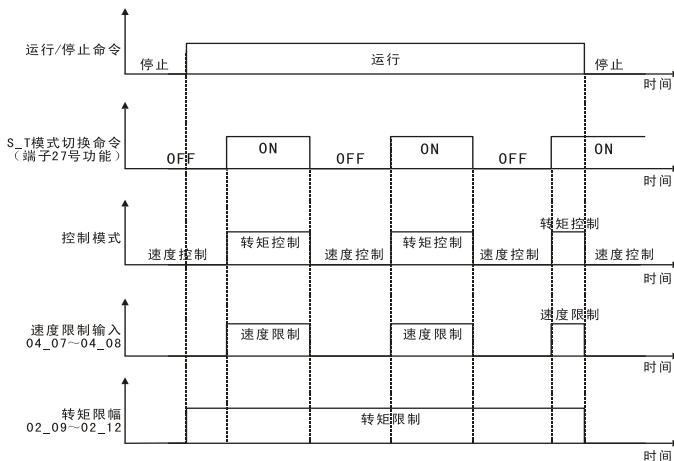 运行/停止命令
停止
运行
停止
时间
S_T模式切换命令
（端子27号功能）
OFF
ON
OFF
ON
OFF
ON
时间
控制模式
速度控制
转矩控制
速度控制
转矩控制
速度控制
转矩控制
速度控制
时间
速度限制输入
04_07～04_08
速度限制
速度限制
速度限制
时间
转矩限幅
02_09～02_12
转矩限制
时间